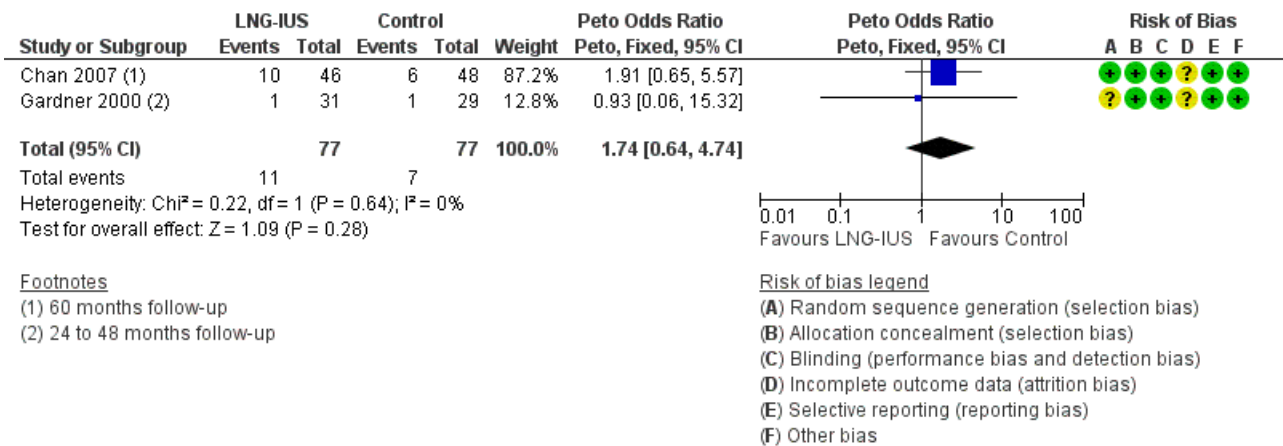 LNG-IUS Control Peto Odds Ratio Peto Odds Ratio Risk of Bias
Study or Subgroup Events Total Events Total Weight Peto, Fixed, 95% CI Peto, Fixed, 95% CI A B C D E F
Chan 2007 (1) 10 46 6 48 87.2% 1.91 [0.65, 5.57] + + + ? + +
Gardner 2000 (2) 1 31 1 29 12.8% 0.93 [0.06, 15.32] ? + + ? + +
Total (95% CI) 77 77 100.0% 1.74 [0.64, 4.74]
Total events 11 7
Heterogeneity: Chi² = 0.22, df = 1 (P = 0.64); I² = 0%
Test for overall effect: Z = 1.09 (P = 0.28)
0.01 0.1 1 10 100
Favours LNG-IUS Favours Control
Footnotes
(1) 60 months follow-up
(2) 24 to 48 months follow-up
Risk of bias legend
(A) Random sequence generation (selection bias)
(B) Allocation concealment (selection bias)
(C) Blinding (performance bias and detection bias)
(D) Incomplete outcome data (attrition bias)
(E) Selective reporting (reporting bias)
(F) Other bias